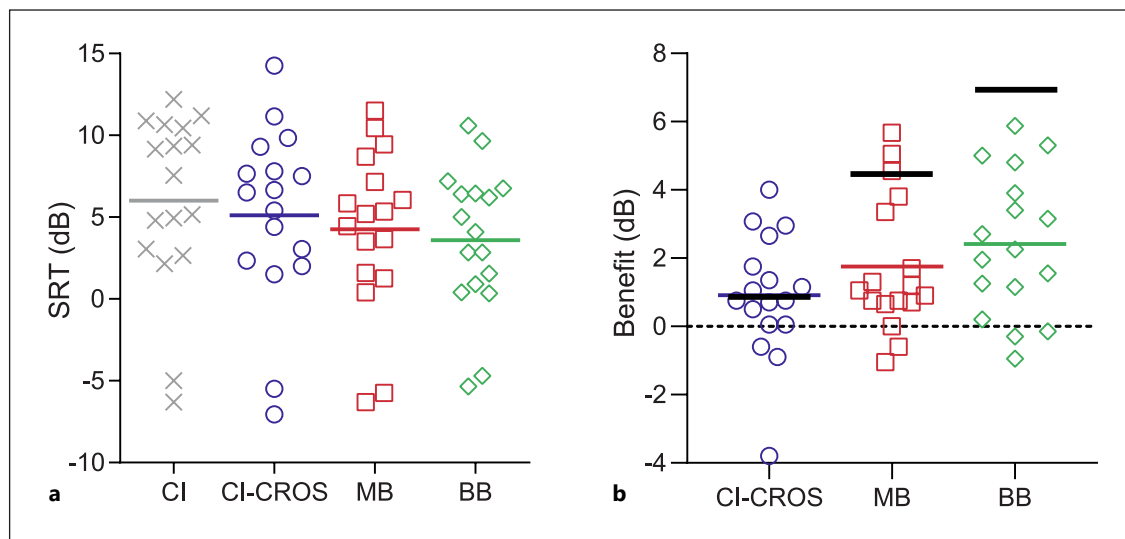 15
10
5
0
-5
-10
SRT (dB)
CI
CI-CROS
MB
BB
a
8
6
4
2
0
-2
-4
Benefit (dB)
CI-CROS
MB
BB
b